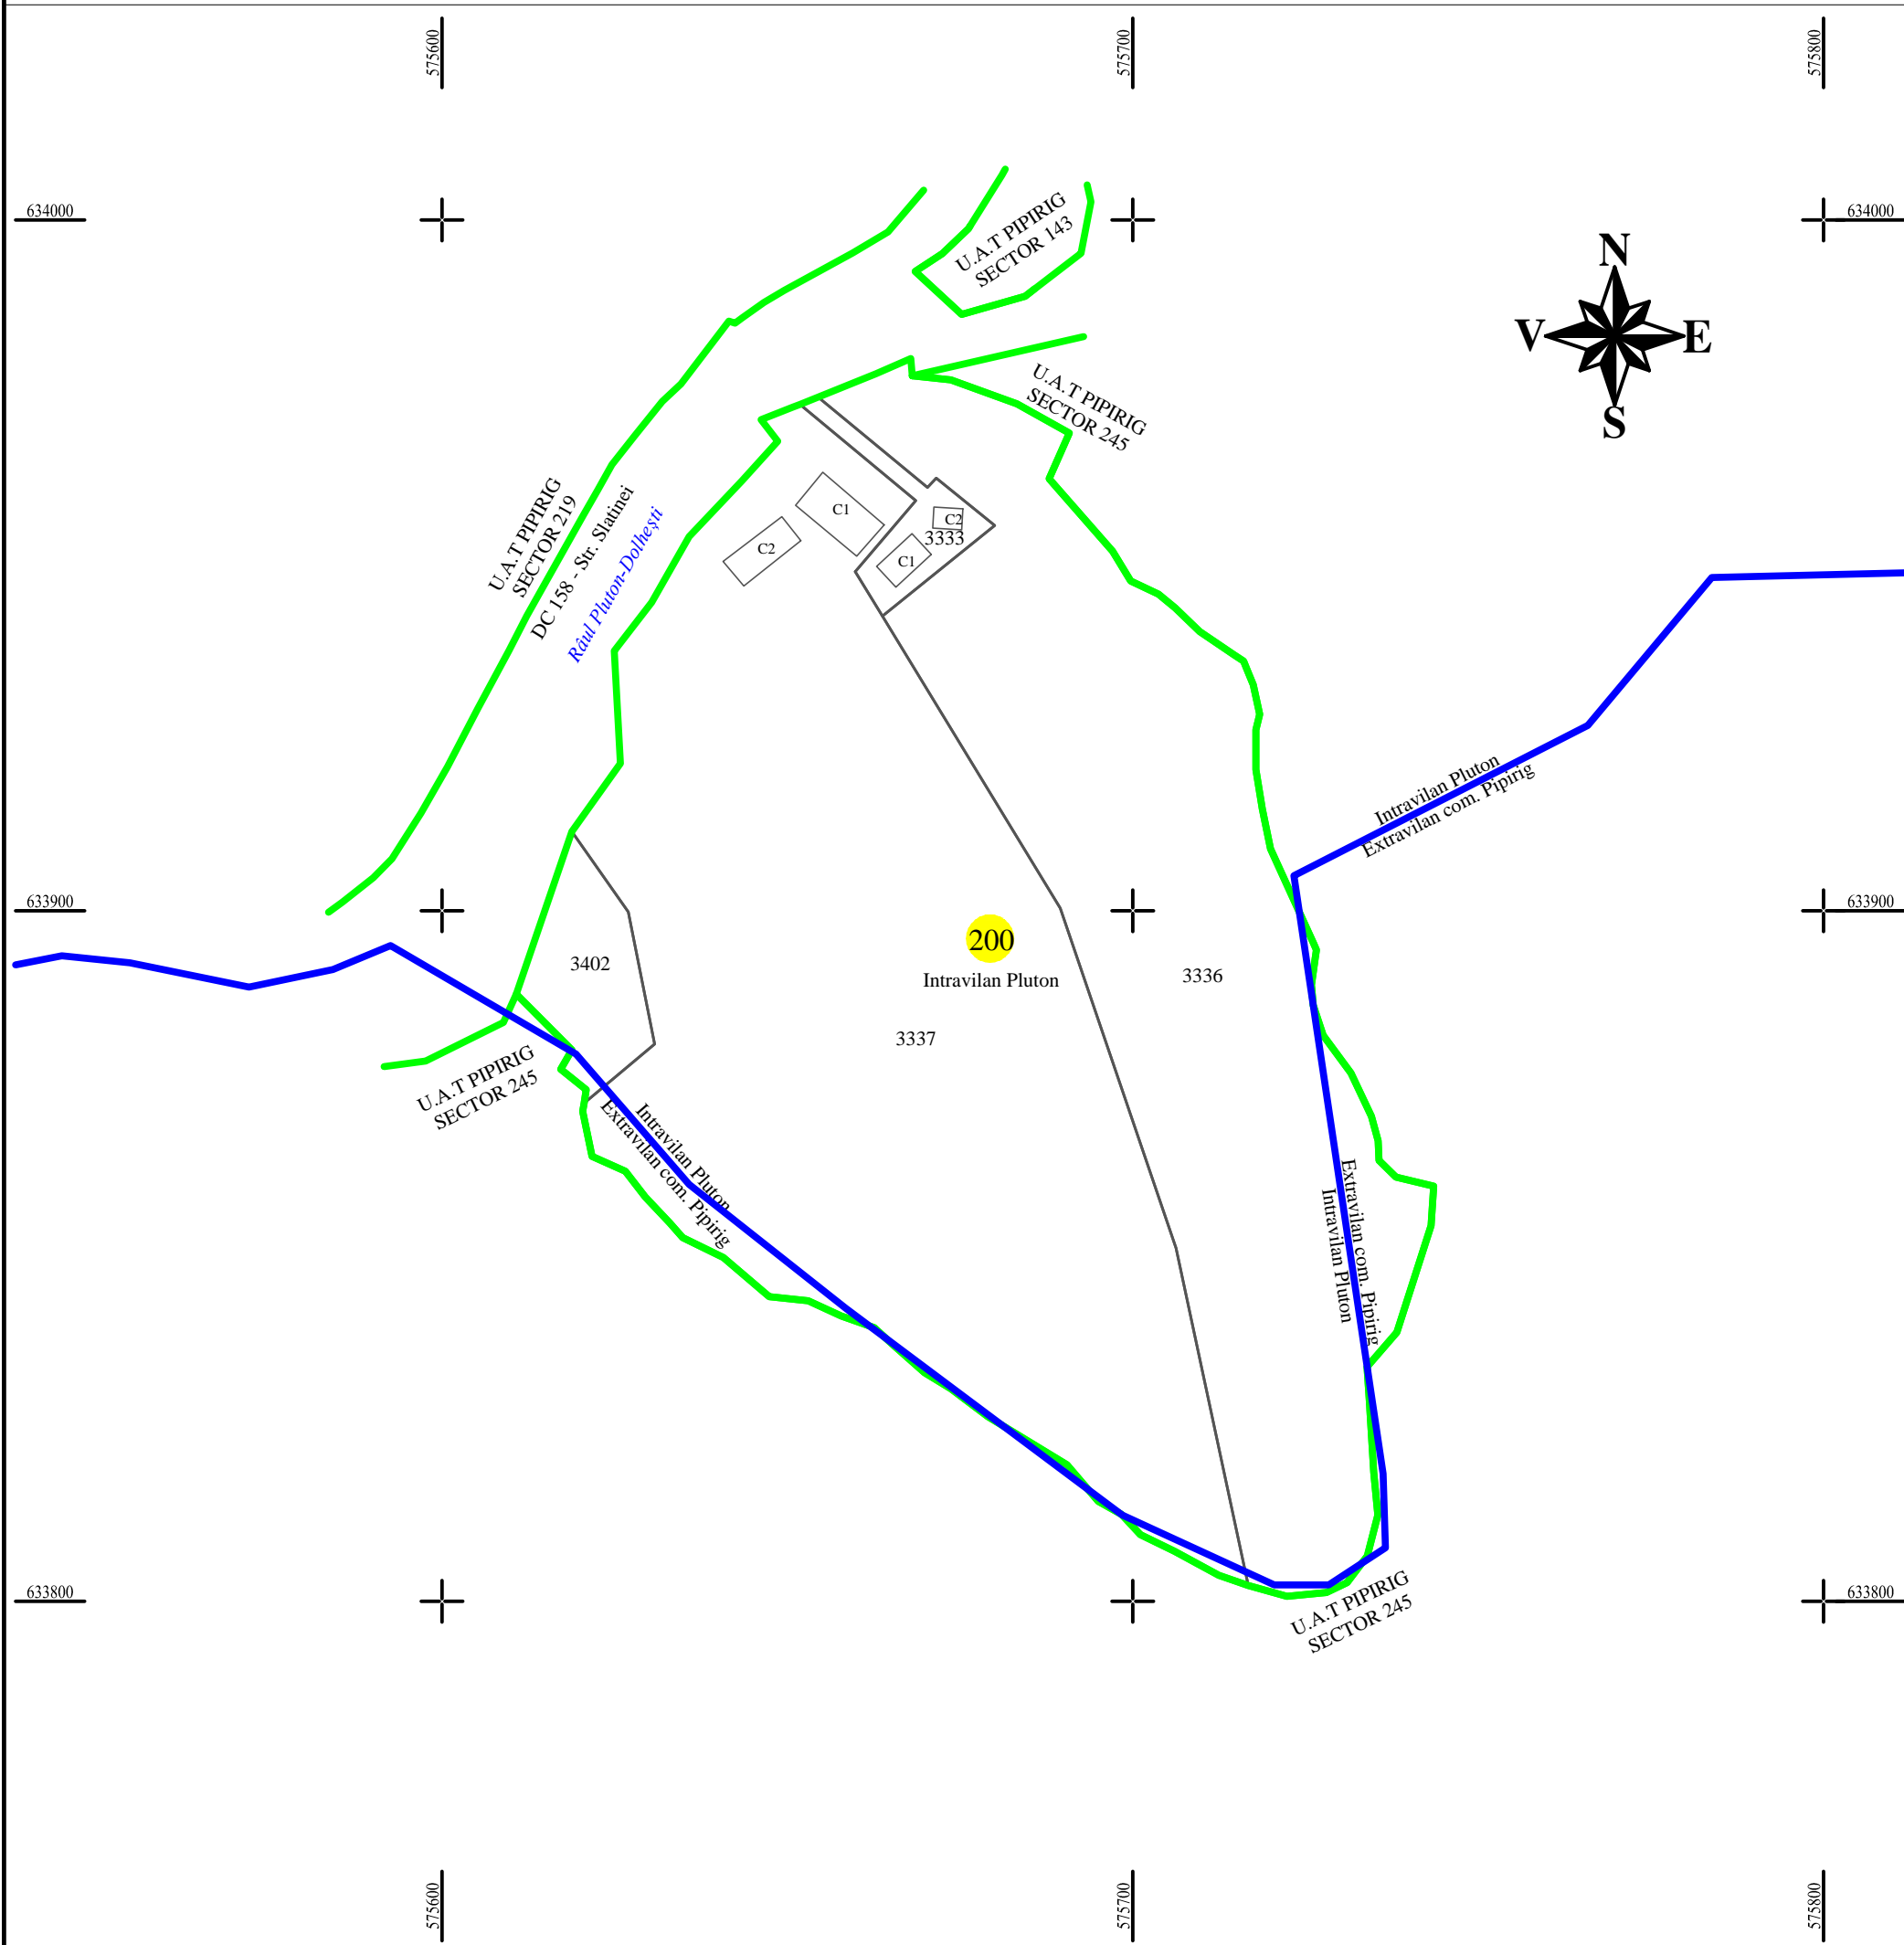 575600
575700
575800
634000
634000
U.A.T PIPIRIG
SECTOR 143
N
V
E
S
U.A.T PIPIRIG
SECTOR 245
U.A.T PIPIRIG
SECTOR 219
DC 158 - Str. Slatinei
Râul Pluton-Dolhești
C1
C2
C2
3333
C1
Intravilan Pluton
Extravilan com. Pipirig
633900
633900
200
Intravilan Pluton
3402
3336
3337
U.A.T PIPIRIG
SECTOR 245
Intravilan Pluton
Extravilan com. Pipirig
Extravilan com. Pipirig
Intravilan Pluton
633800
633800
U.A.T PIPIRIG
SECTOR 245
575600
575700
575800